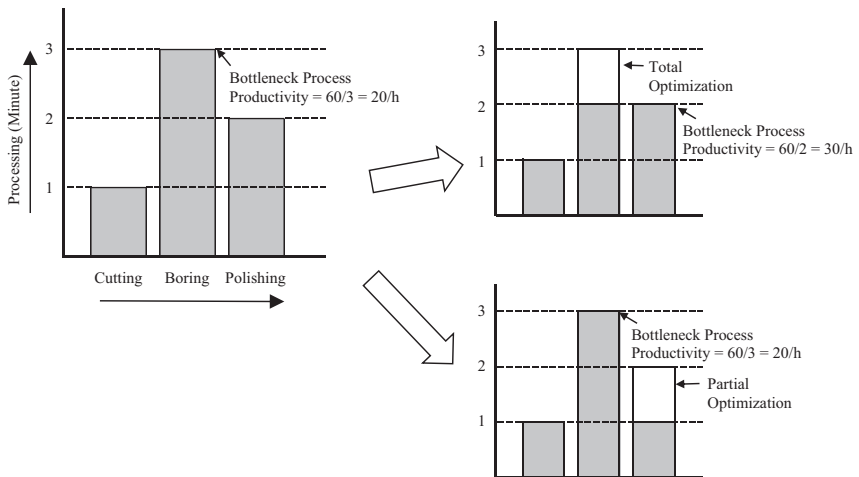 Processing (Minute)
3
2
1
Bottleneck Process
Productivity = 60/3 = 20/h
Cutting Boring Polishing
3
2
1
Total
Optimization
Bottleneck Process
Productivity = 60/2 = 30/h
3
2
1
Bottleneck Process
Productivity = 60/3 = 20/h
Partial
Optimization